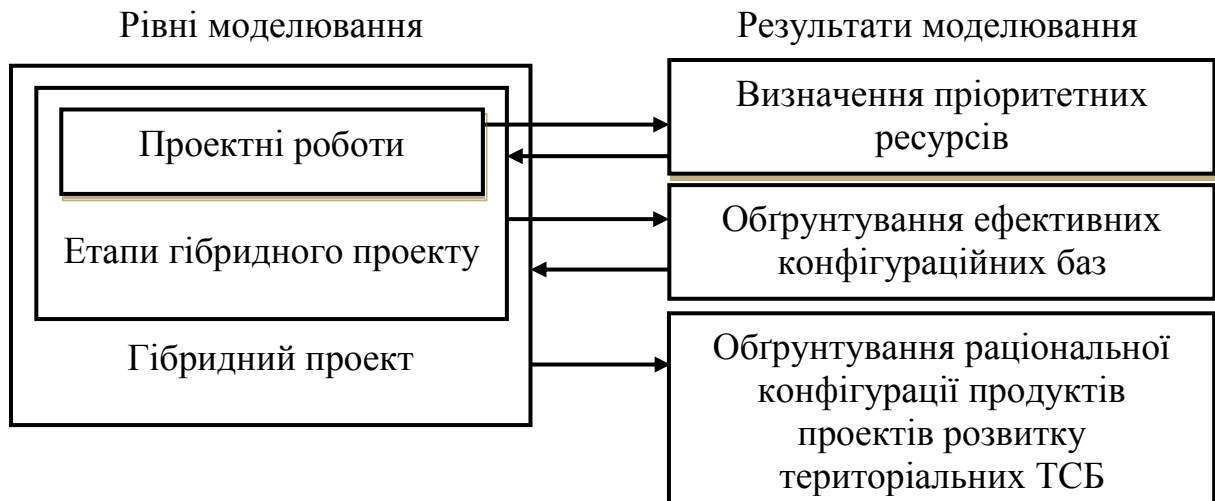 Рівні моделювання
Результати моделювання
Проектні роботи
Етапи гібридного проекту
Гібридний проект
Визначення пріоритетних
ресурсів
Обґрунтування ефективних
конфігураційних баз
Обґрунтування раціональної
конфігурації продуктів
проектів розвитку
територіальних ТСБ